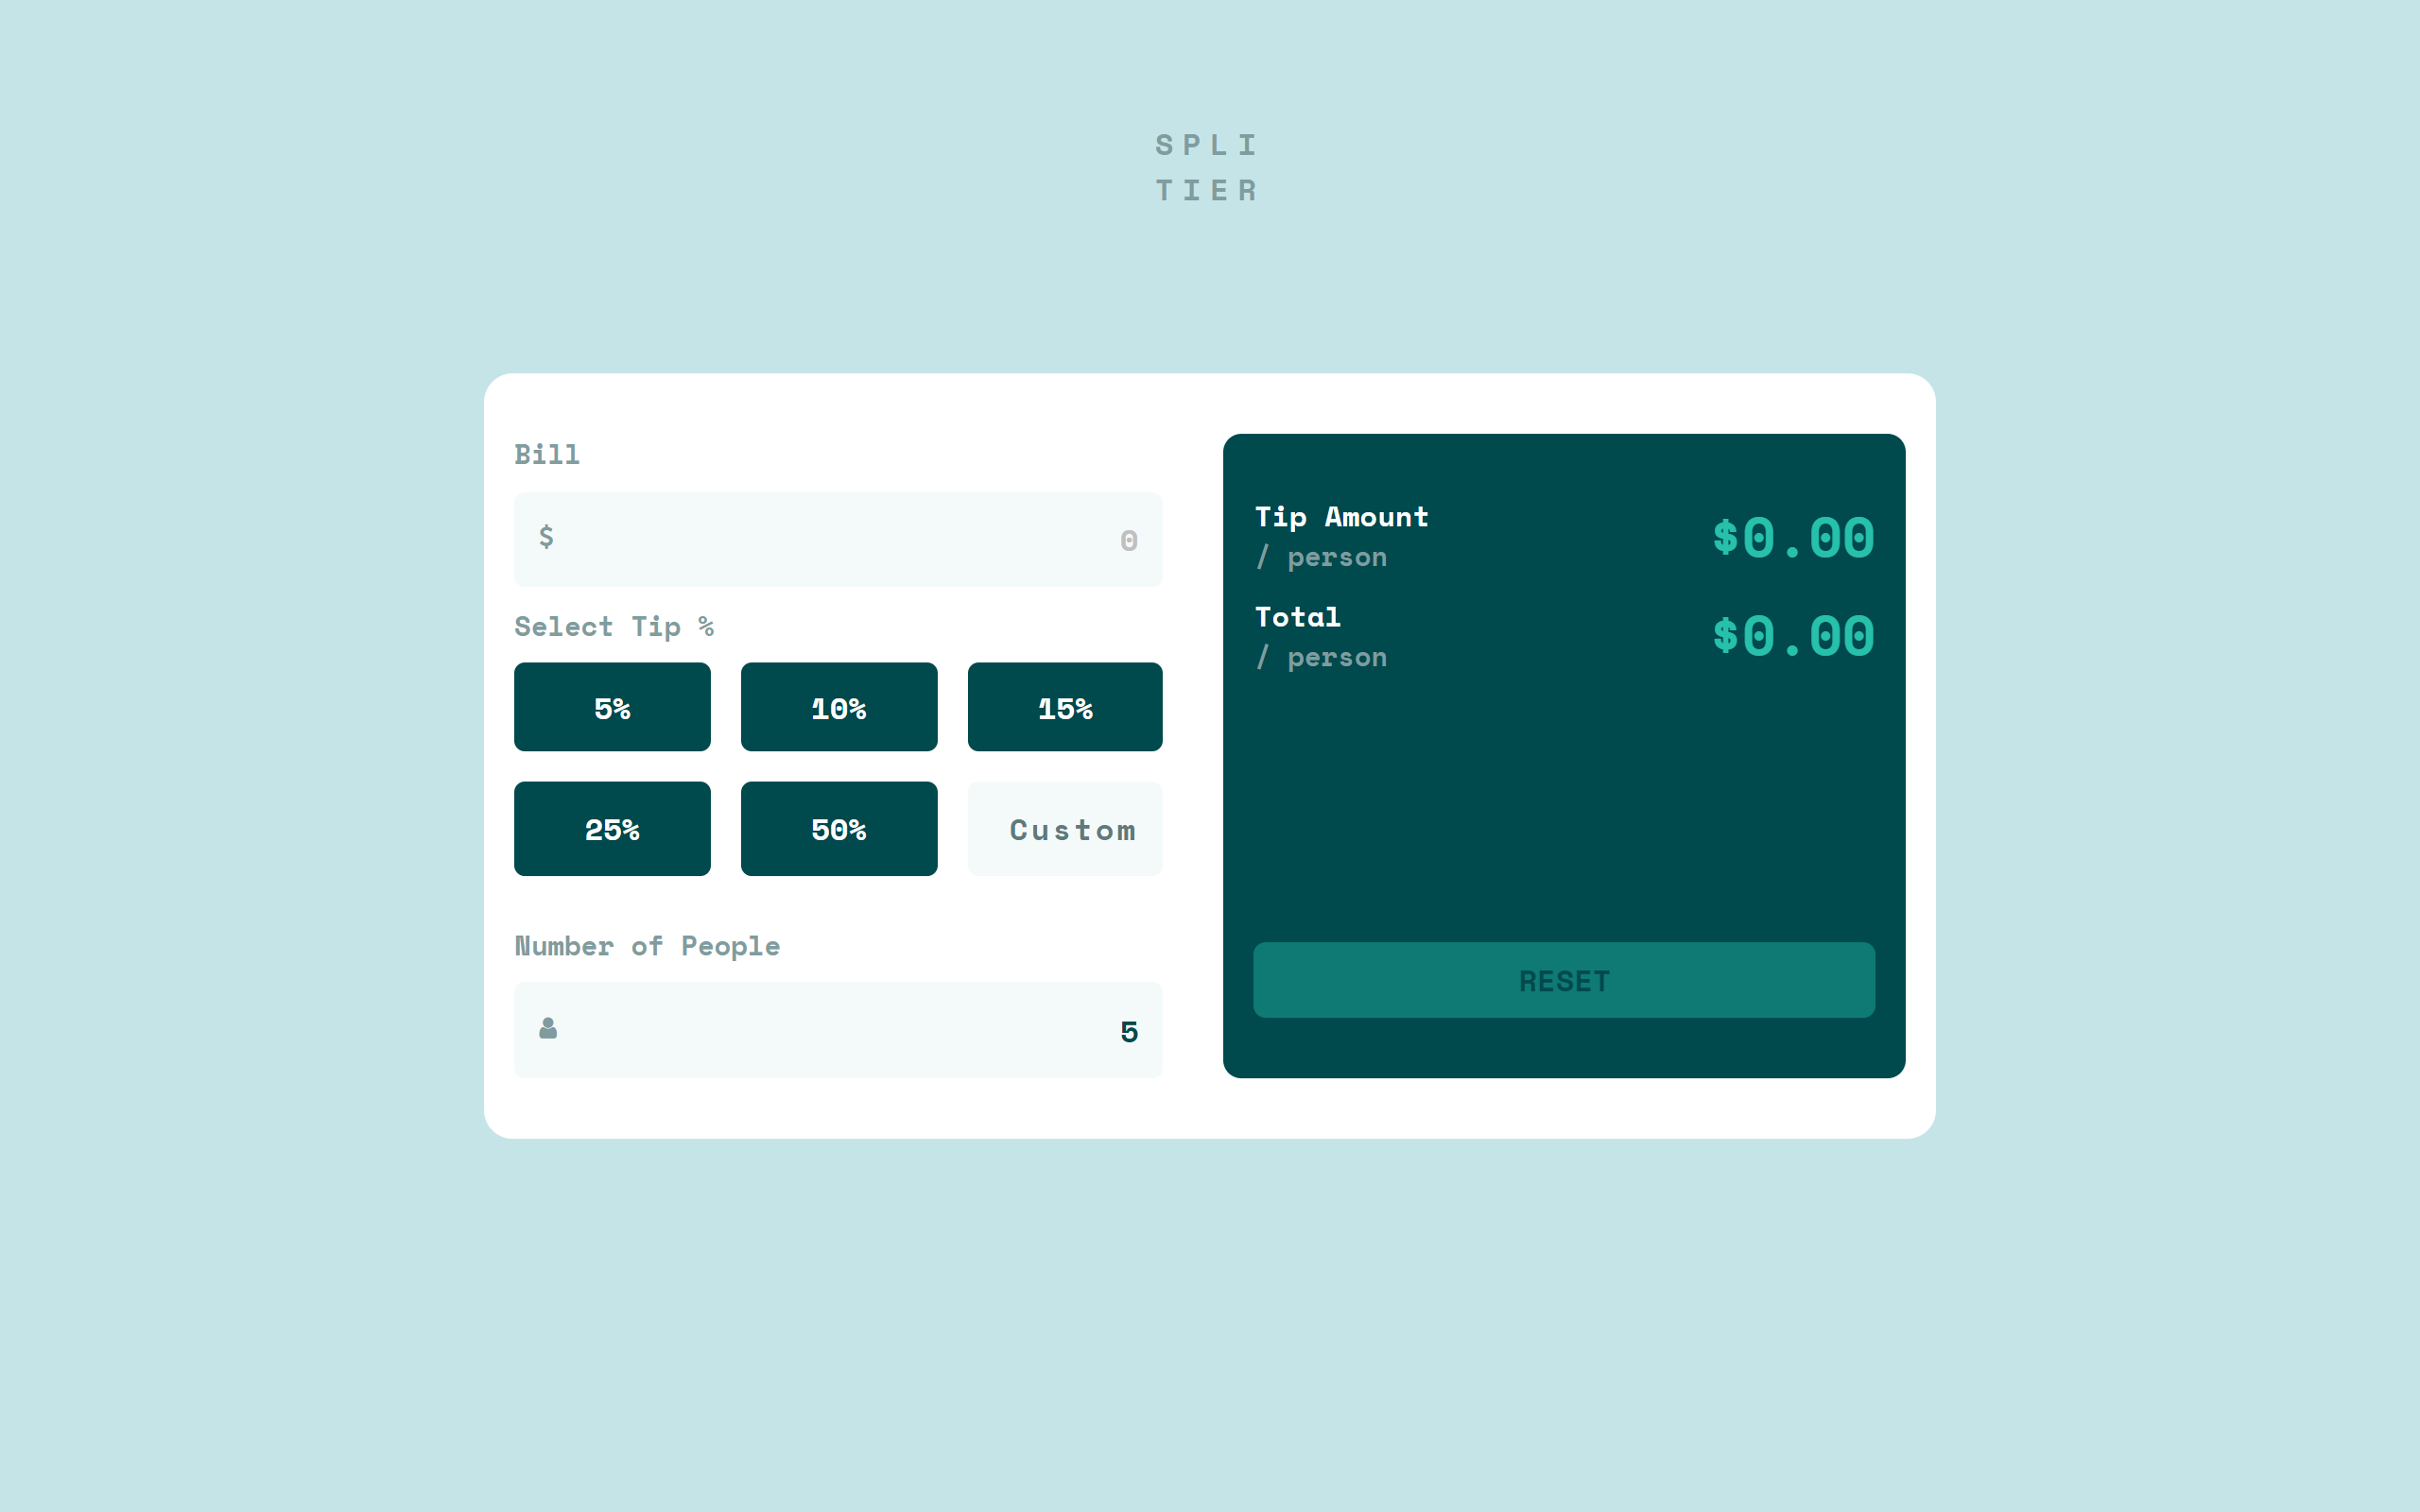 SPLI
TIER
Bill
$ 0
Select Tip %
5% 10% 15%
25% 50% Custom
Number of People
5
Tip Amount
/ person
$0.00
Total
/ person
$0.00
RESET